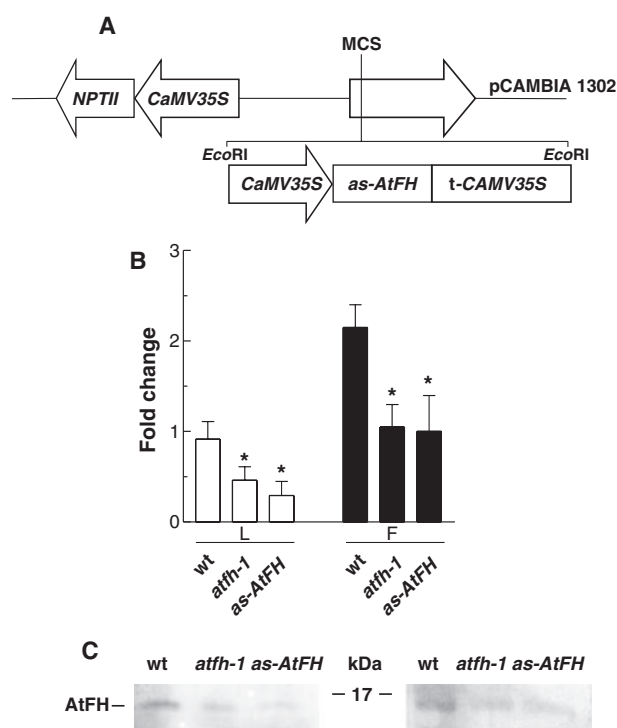 A
MCS
pCAMBIA 1302
NPTII CaMV35S
EcoRI EcoRI
CaMV35S as-AtFH t-CAMV35S
B
Fold change
3
2
1
0
* * * *
L F
wt atfh-1 as-AtFH wt atfh-1 as-AtFH
C
wt atfh-1 as-AtFH kDa wt atfh-1 as-AtFH
AtFH – – 17 –